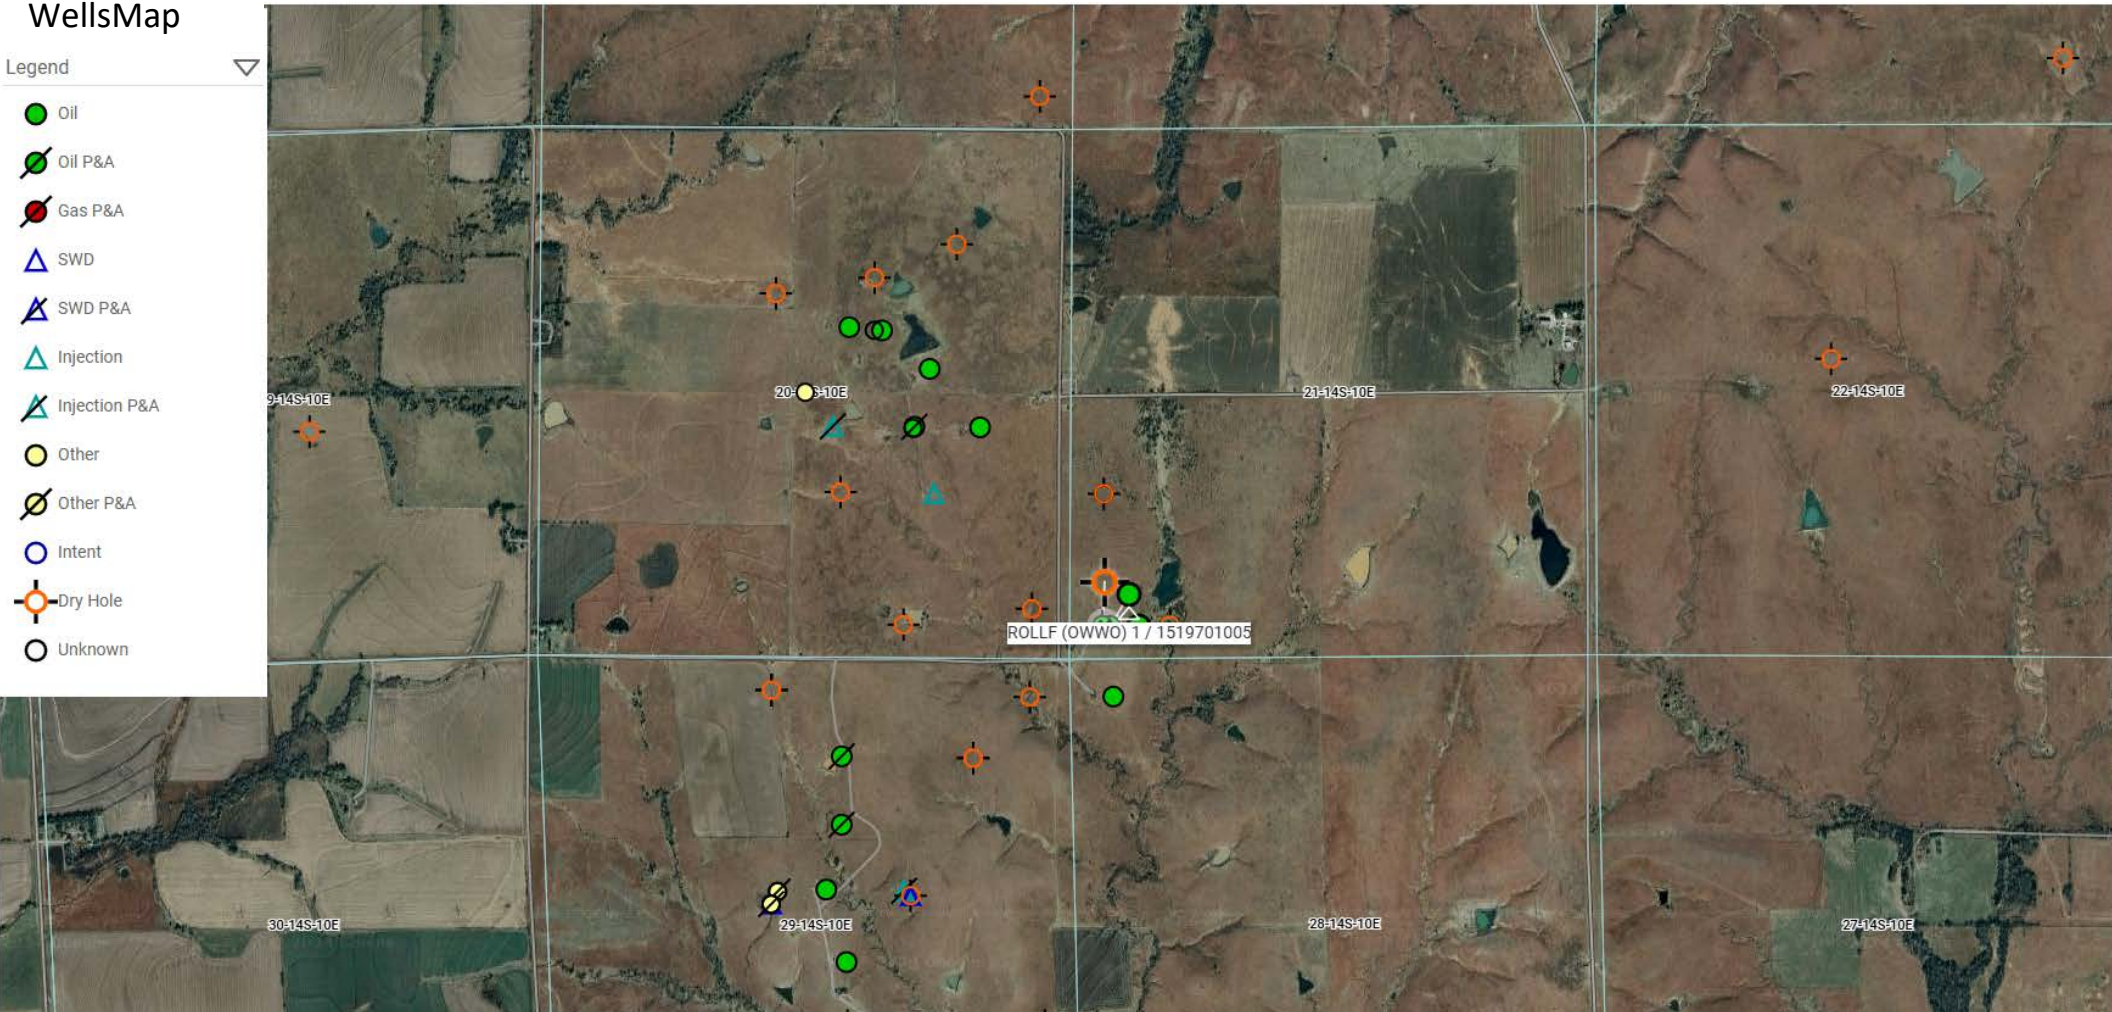 WellsMap
Legend
Oil
Oil P&A
Gas P&A
SWD
SWD P&A
Injection
Injection P&A
Other
Other P&A
Intent
Dry Hole
Unknown
9-14S-10E
20- S-10E
21-14S-10E
22-14S-10E
ROLLF (OWWO) 1 / 1519701005
30-14S-10E
29-14S-10E
28-14S-10E
27-14S-10E